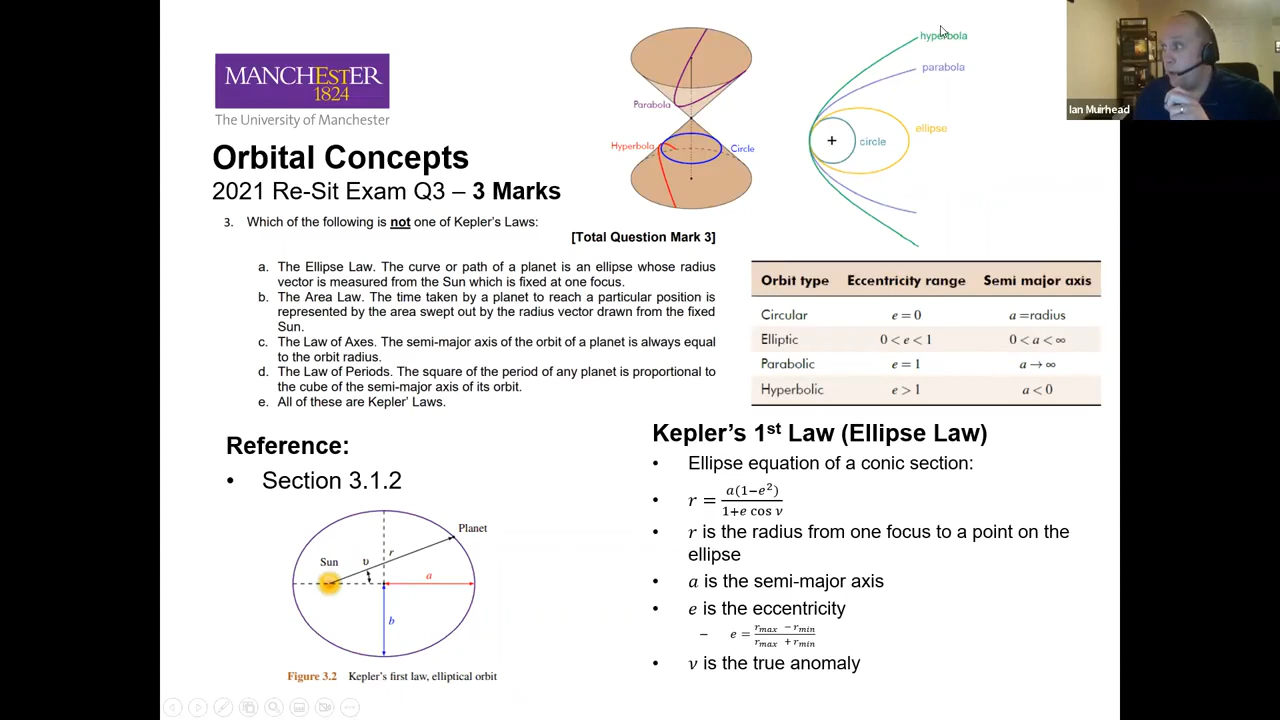 MANCHESTER
1824
The University of Manchester
Orbital Concepts
2021 Re-Sit Exam Q3 – 3 Marks
3. Which of the following is not one of Kepler's Laws:
[Total Question Mark 3]
a. The Ellipse Law. The curve or path of a planet is an ellipse whose radius
vector is measured from the Sun which is fixed at one focus.
b. The Area Law. The time taken by a planet to reach a particular position is
represented by the area swept out by the radius vector drawn from the fixed
Sun.
c. The Law of Axes. The semi-major axis of the orbit of a planet is always equal
to the orbit radius.
d. The Law of Periods. The square of the period of any planet is proportional to
the cube of the semi-major axis of its orbit.
e. All of these are Kepler' Laws.
Reference:
• Section 3.1.2
Planet
Sun
υ
r
a
b
Figure 3.2 Kepler's first law, elliptical orbit
Parabola
Hyperbola
Circle
hyperbola
parabola
ellipse
circle
+
Ian Muirhead
Orbit type Eccentricity range Semi major axis
Circular e = 0 a = radius
Elliptic 0 < e < 1 0 < a < ∞
Parabolic e = 1 a → ∞
Hyperbolic e > 1 a < 0
Kepler's 1st Law (Ellipse Law)
• Ellipse equation of a conic section:
• r = a(1−e²) / 1+e cos ν
• r is the radius from one focus to a point on the
ellipse
• a is the semi-major axis
• e is the eccentricity
– e = rmax − rmin / rmax + rmin
• ν is the true anomaly